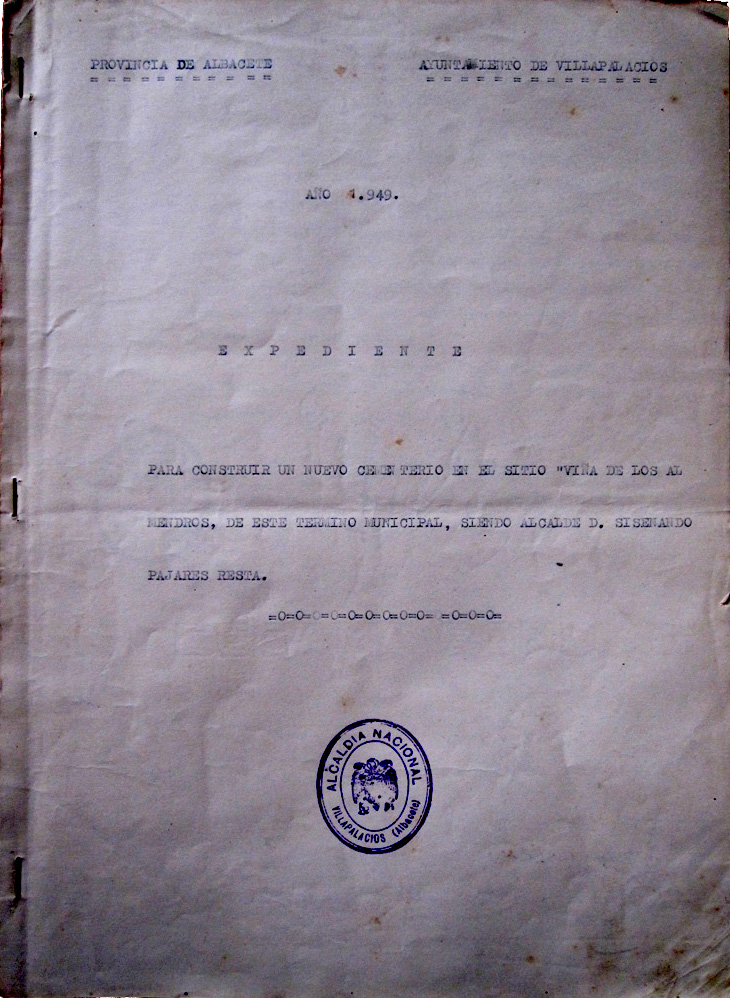 PROVINCIA DE ALBACETE
= = = = = = = = = = =
AYUNTAMIENTO DE VILLAPALACIOS
= = = = = = = = = = = = = =
AÑO 1.949.
E X P E D I E N T E
PARA CONSTRUIR UN NUEVO CEMENTERIO EN EL SITIO "VIÑA DE LOS AL
MENDROS, DE ESTE TERMINO MUNICIPAL, SIENDO ALCALDE D. SISENANDO
PAJARES RESTA.
=O=O=O=O=O=O=O=O=O= =O=O=O=
ALCALDIA NACIONAL
VILLAPALACIOS (Albacete)